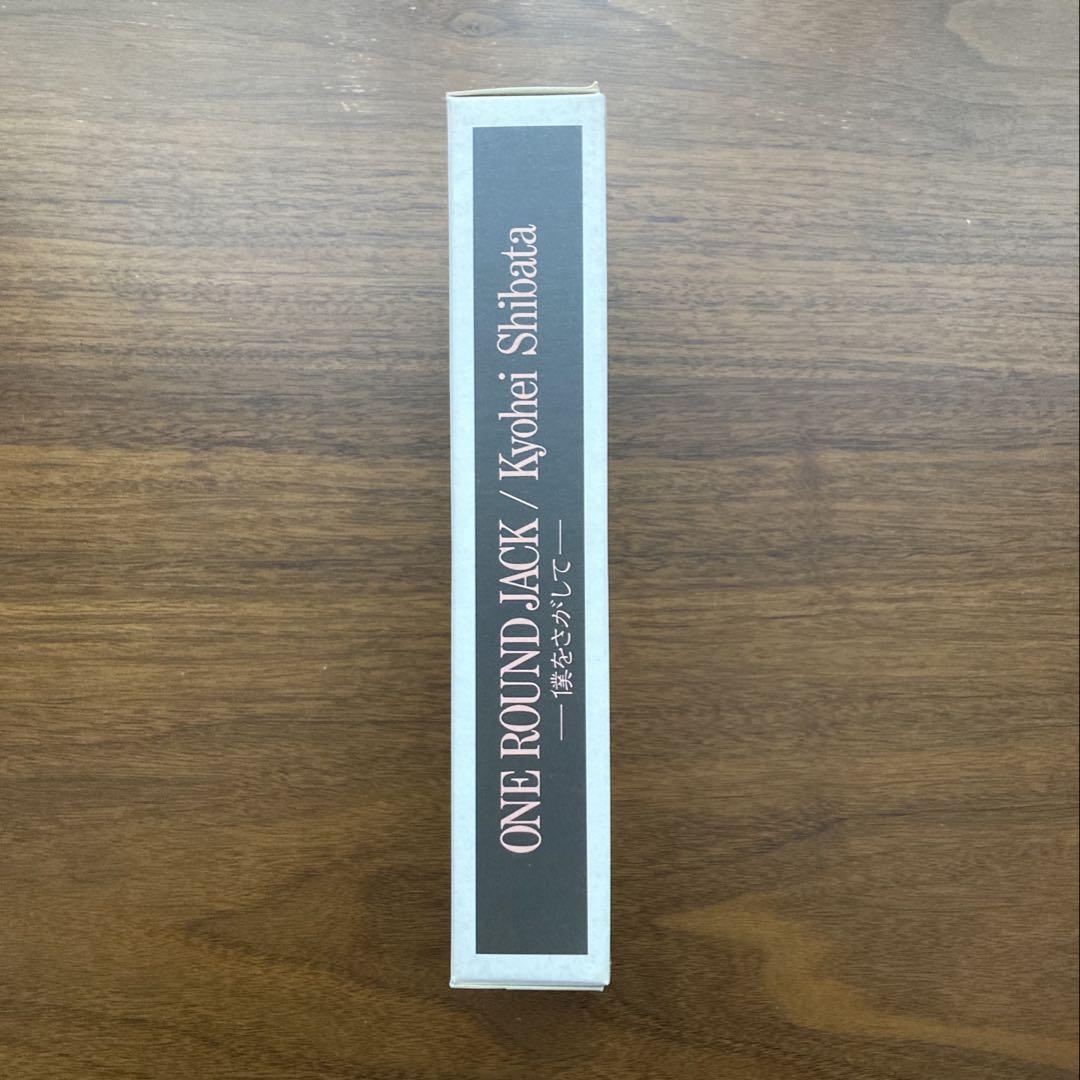 ONE ROUND JACK / Kyohei Shibata
—僕をさがして—